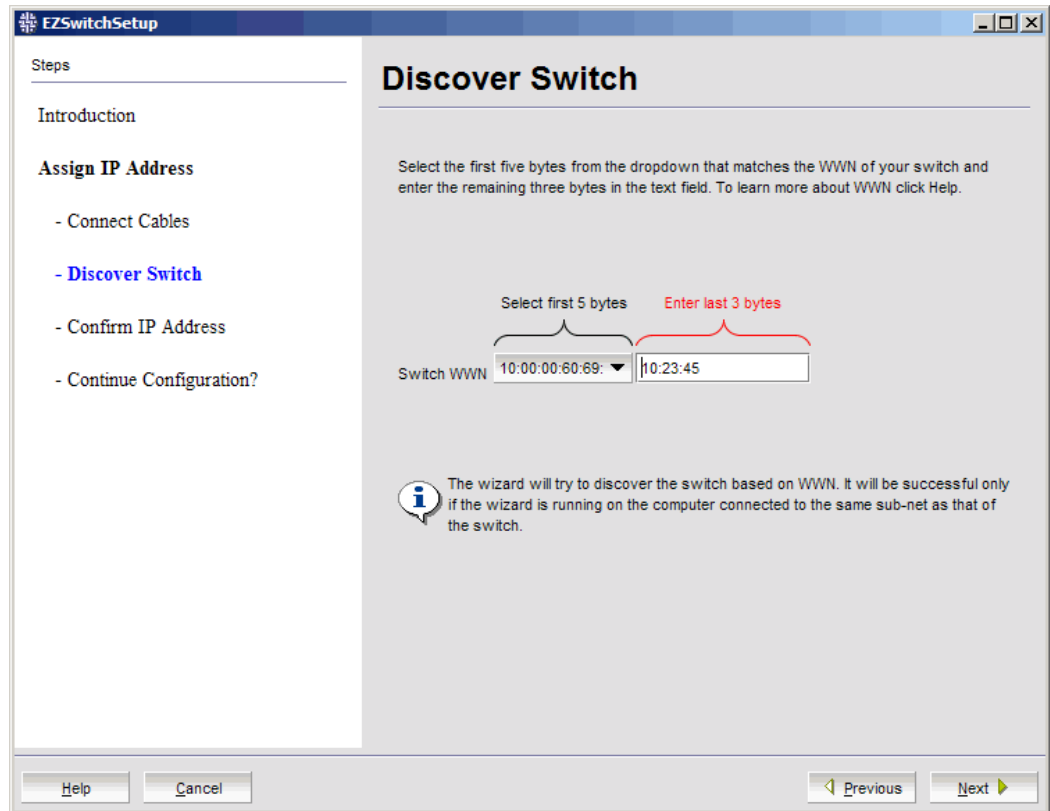 EZSwitchSetup
Steps
Introduction
Assign IP Address
- Connect Cables
- Discover Switch
- Confirm IP Address
- Continue Configuration?
Discover Switch
Select the first five bytes from the dropdown that matches the WWN of your switch and
enter the remaining three bytes in the text field. To learn more about WWN click Help.
Select first 5 bytes Enter last 3 bytes
Switch WWN 10:00:00:60:69: 10:23:45
The wizard will try to discover the switch based on WWN. It will be successful only
if the wizard is running on the computer connected to the same sub-net as that of
the switch.
Help Cancel Previous Next